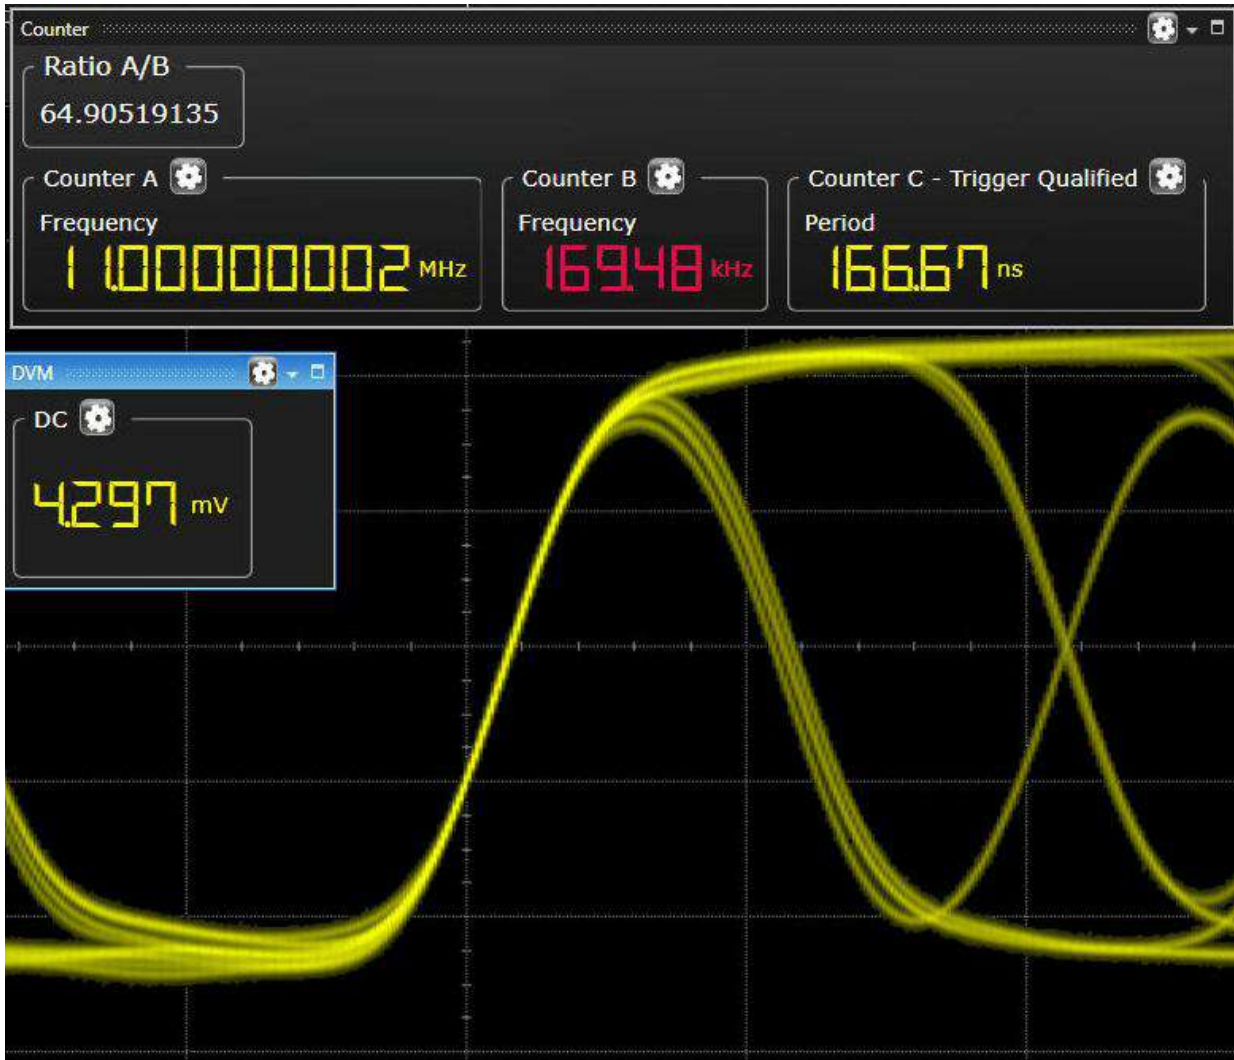 Counter
Ratio A/B
64.90519135
Counter A
Counter B
Counter C - Trigger Qualified
Frequency
Frequency
Period
11.00000002 MHz
169.48 kHz
166.67 ns
DVM
DC
4.297 mV